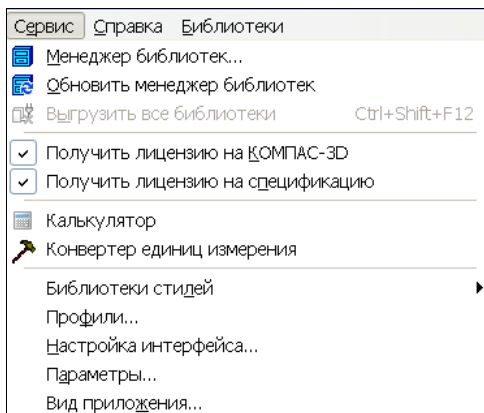 Сервис Справка Библиотеки
Менеджер библиотек...
Обновить менеджер библиотек
Выгрузить все библиотеки Ctrl+Shift+F12
Получить лицензию на КОМПАС-3D
Получить лицензию на спецификацию
Калькулятор
Конвертер единиц измерения
Библиотеки стилей
Профили...
Настройка интерфейса...
Параметры...
Вид приложения...